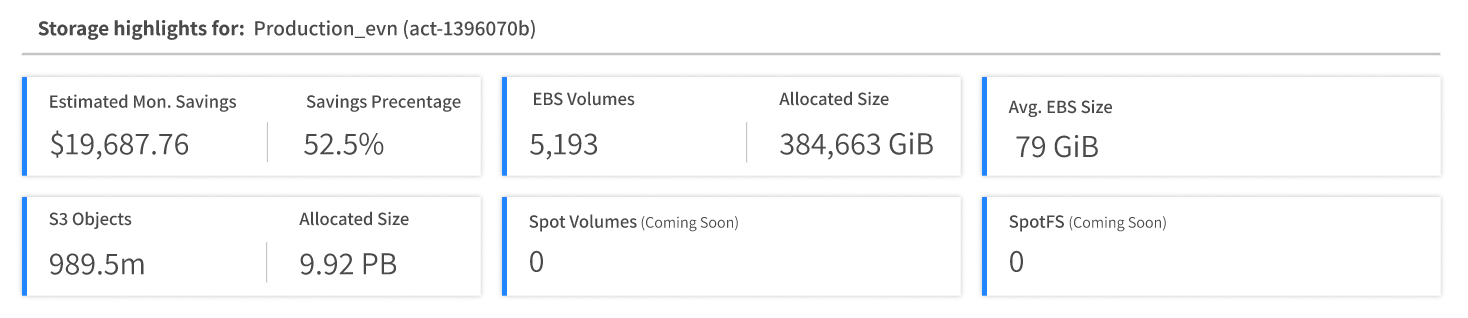 Storage highlights for: Production_evn (act-1396070b)
Estimated Mon. Savings
Savings Precentage
$19,687.76
52.5%
EBS Volumes
Allocated Size
5,193
384,663 GiB
Avg. EBS Size
79 GiB
S3 Objects
Allocated Size
989.5m
9.92 PB
Spot Volumes (Coming Soon)
0
SpotFS (Coming Soon)
0